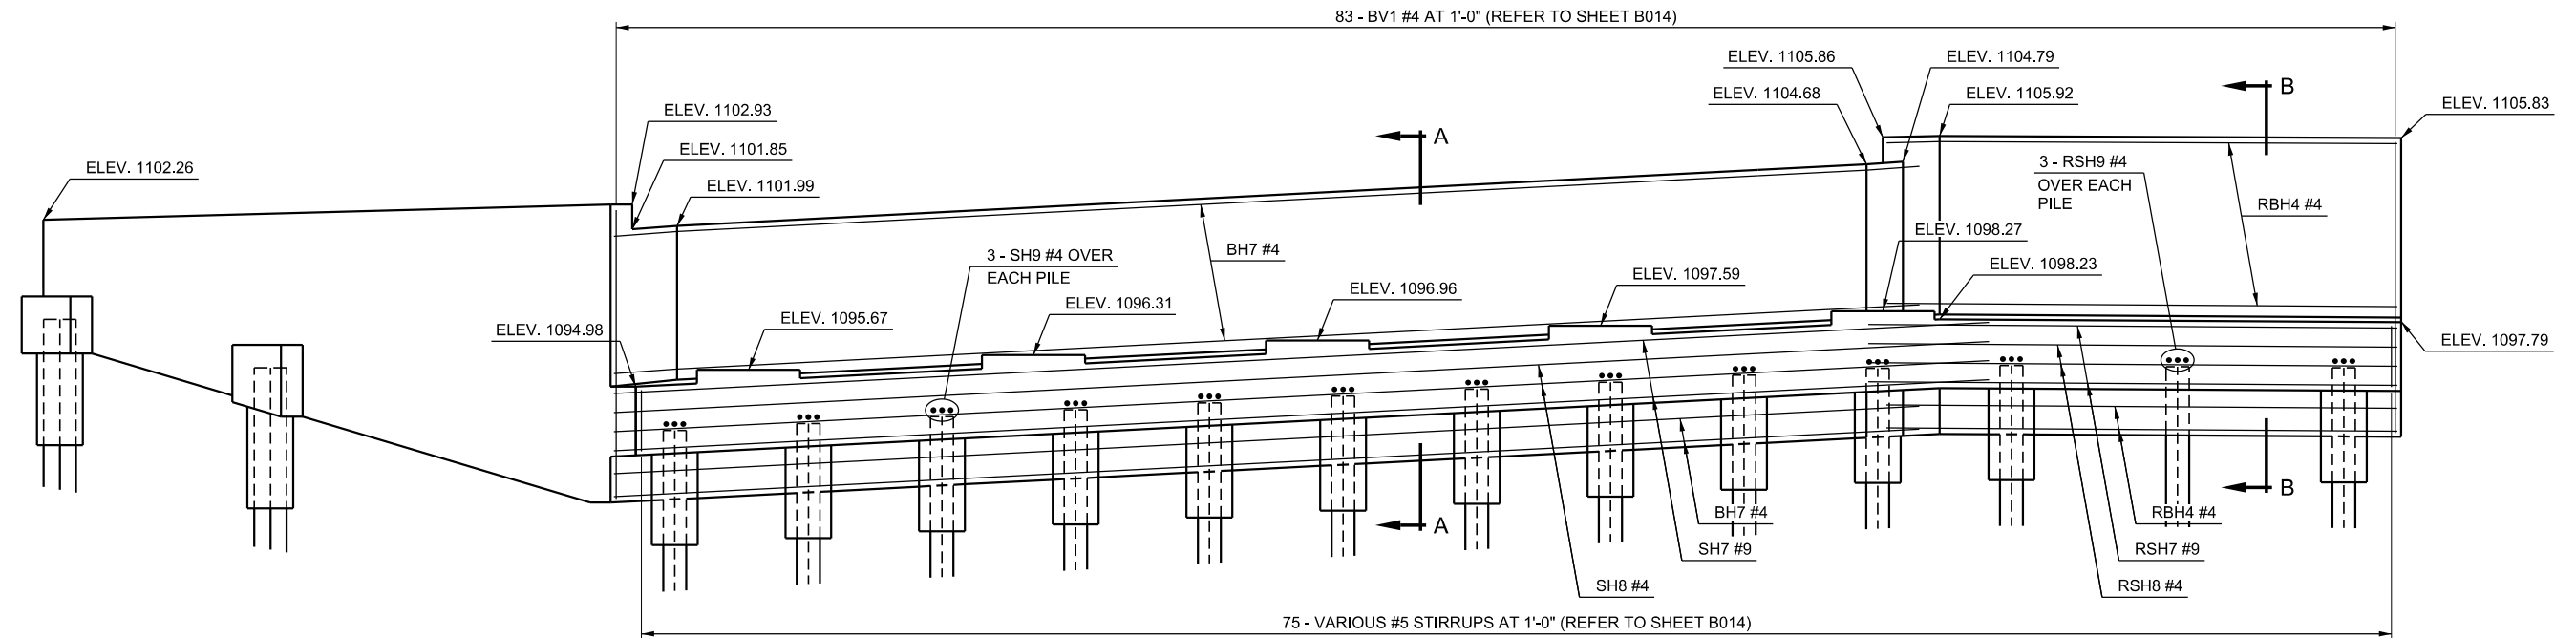 83 - BV1 #4 AT 1'-0" (REFER TO SHEET B014)
ELEV. 1105.86
ELEV. 1104.79
ELEV. 1104.68
ELEV. 1105.92
B
ELEV. 1105.83
ELEV. 1102.93
A
ELEV. 1101.85
ELEV. 1102.26
ELEV. 1101.99
3 - RSH9 #4
OVER EACH
PILE
RBH4 #4
ELEV. 1098.27
3 - SH9 #4 OVER
EACH PILE
BH7 #4
ELEV. 1098.23
ELEV. 1097.59
ELEV. 1096.96
ELEV. 1096.31
ELEV. 1095.67
ELEV. 1094.98
ELEV. 1097.79
B
A
BH7 #4
RBH4 #4
SH7 #9
RSH7 #9
SH8 #4
RSH8 #4
75 - VARIOUS #5 STIRRUPS AT 1'-0" (REFER TO SHEET B014)